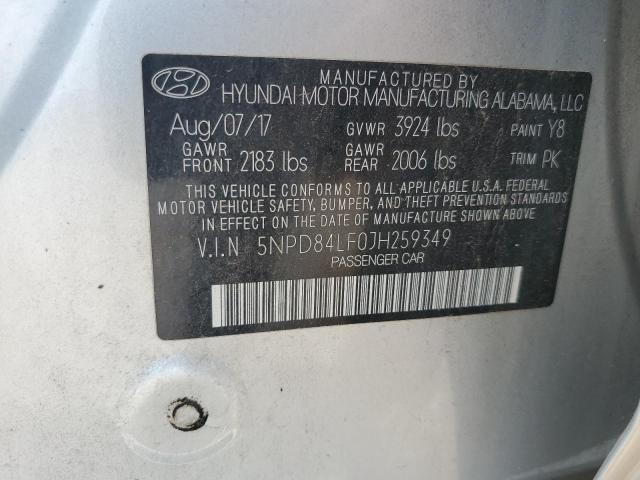 MANUFACTURED BY
HYUNDAI MOTOR MANUFACTURING ALABAMA, LLC
Aug/07/17 GVWR 3924 lbs PAINT Y8
GAWR FRONT 2183 lbs GAWR REAR 2006 lbs TRIM PK
THIS VEHICLE CONFORMS TO ALL APPLICABLE U.S.A. FEDERAL
MOTOR VEHICLE SAFETY, BUMPER, AND THEFT PREVENTION STANDARDS
IN EFFECT ON THE DATE OF MANUFACTURE SHOWN ABOVE
V.I.N 5NPD84LF0JH259349
PASSENGER CAR